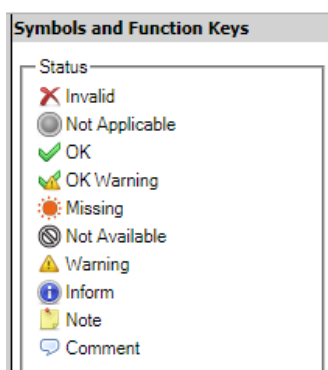 Symbols and Function Keys
Status
Invalid
Not Applicable
OK
OK Warning
Missing
Not Available
Warning
Inform
Note
Comment